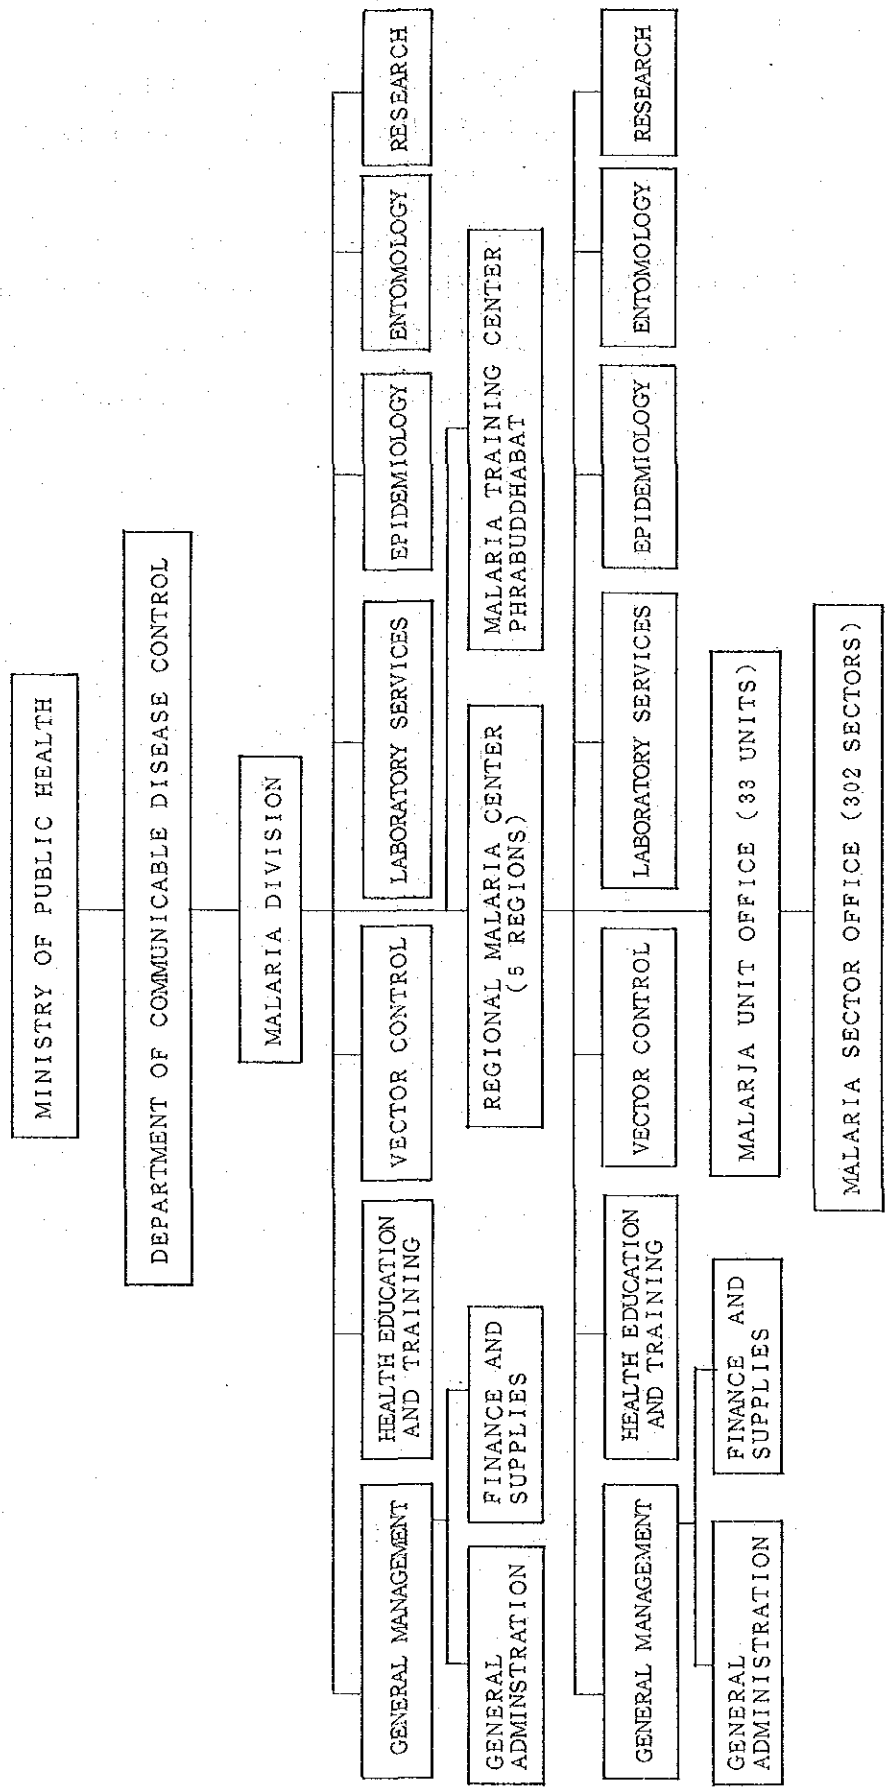 MINISTRY OF PUBLIC HEALTH
DEPARTMENT OF COMMUNICABLE DISEASE CONTROL
MALARIA DIVISION
GENERAL MANAGEMENT
HEALTH EDUCATION
AND TRAINING
VECTOR CONTROL
LABORATORY SERVICES
EPIDEMIOLOGY
ENTOMOLOGY
RESEARCH
GENERAL
ADMINSTRATION
FINANCE AND
SUPPLIES
REGIONAL MALARIA CENTER
(5 REGIONS)
MALARIA TRAINING CENTER
PHRABUDDHABAT
GENERAL MANAGEMENT
HEALTH EDUCATION
AND TRAINING
VECTOR CONTROL
LABORATORY SERVICES
EPIDEMIOLOGY
ENTOMOLOGY
RESEARCH
GENERAL
ADMINISTRATION
FINANCE AND
SUPPLIES
MALARJA UNIT OFFICE (33 UNITS)
MALARIA SECTOR OFFICE (302 SECTORS)